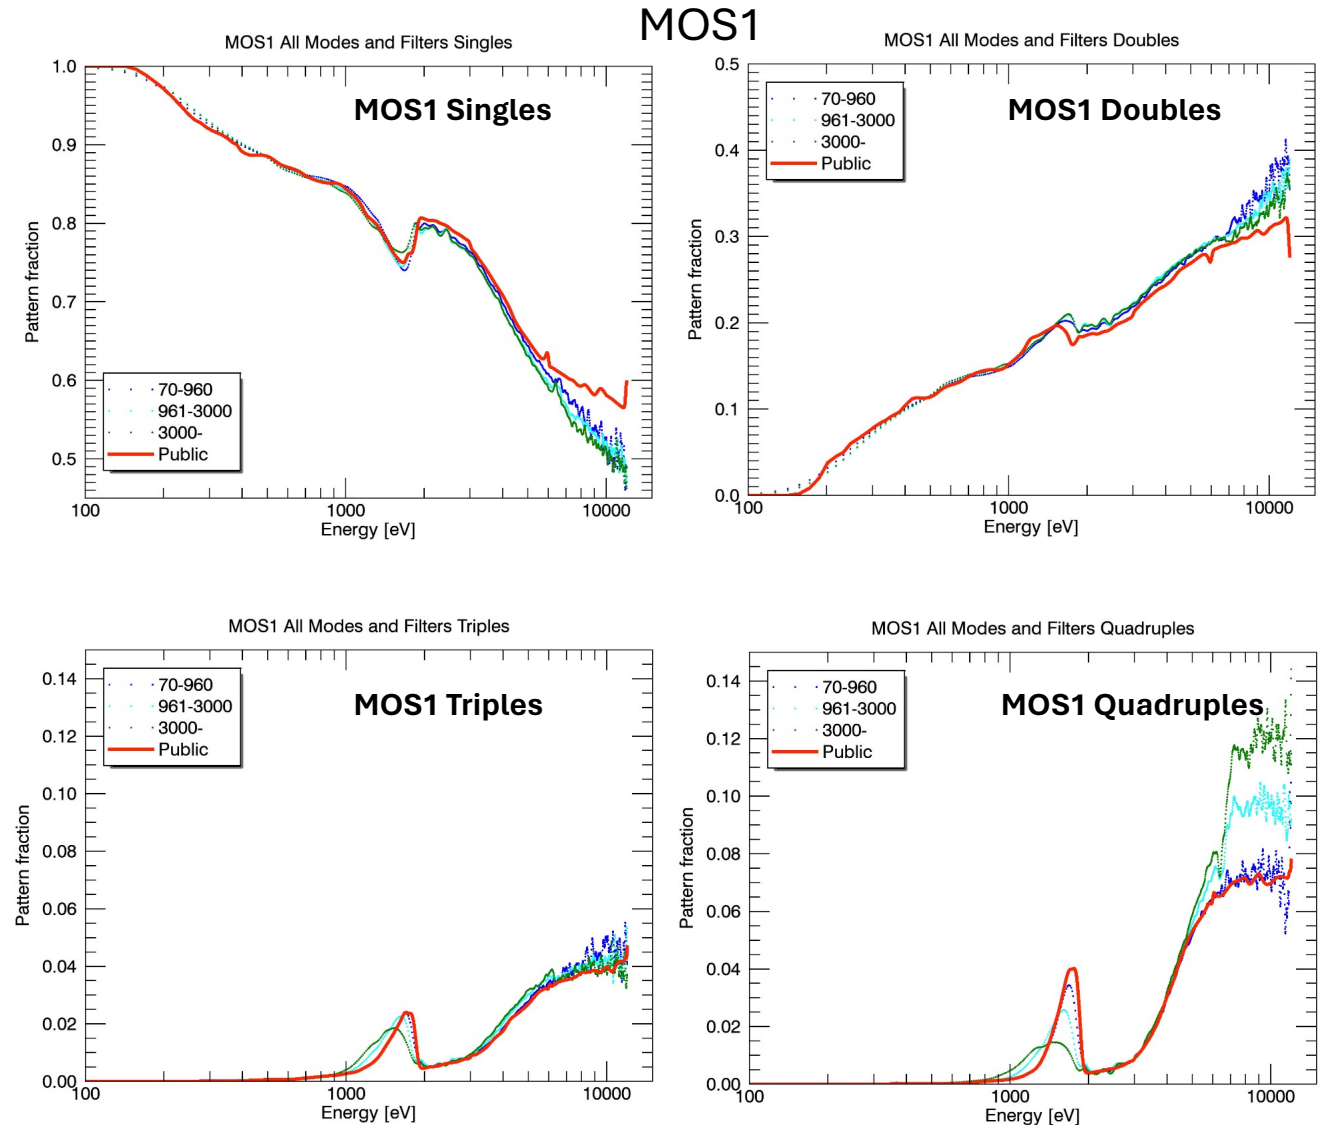 MOS1
MOS1 All Modes and Filters Singles
MOS1 Singles
Pattern fraction
1.0
0.9
0.8
0.7
0.6
0.5
70-960
961-3000
3000-
Public
100
1000
10000
Energy [eV]
MOS1 All Modes and Filters Doubles
MOS1 Doubles
Pattern fraction
0.5
0.4
0.3
0.2
0.1
0.0
70-960
961-3000
3000-
Public
100
1000
10000
Energy [eV]
MOS1 All Modes and Filters Triples
MOS1 Triples
Pattern fraction
0.14
0.12
0.10
0.08
0.06
0.04
0.02
0.00
70-960
961-3000
3000-
Public
100
1000
10000
Energy [eV]
MOS1 All Modes and Filters Quadruples
MOS1 Quadruples
Pattern fraction
0.14
0.12
0.10
0.08
0.06
0.04
0.02
0.00
70-960
961-3000
3000-
Public
100
1000
10000
Energy [eV]